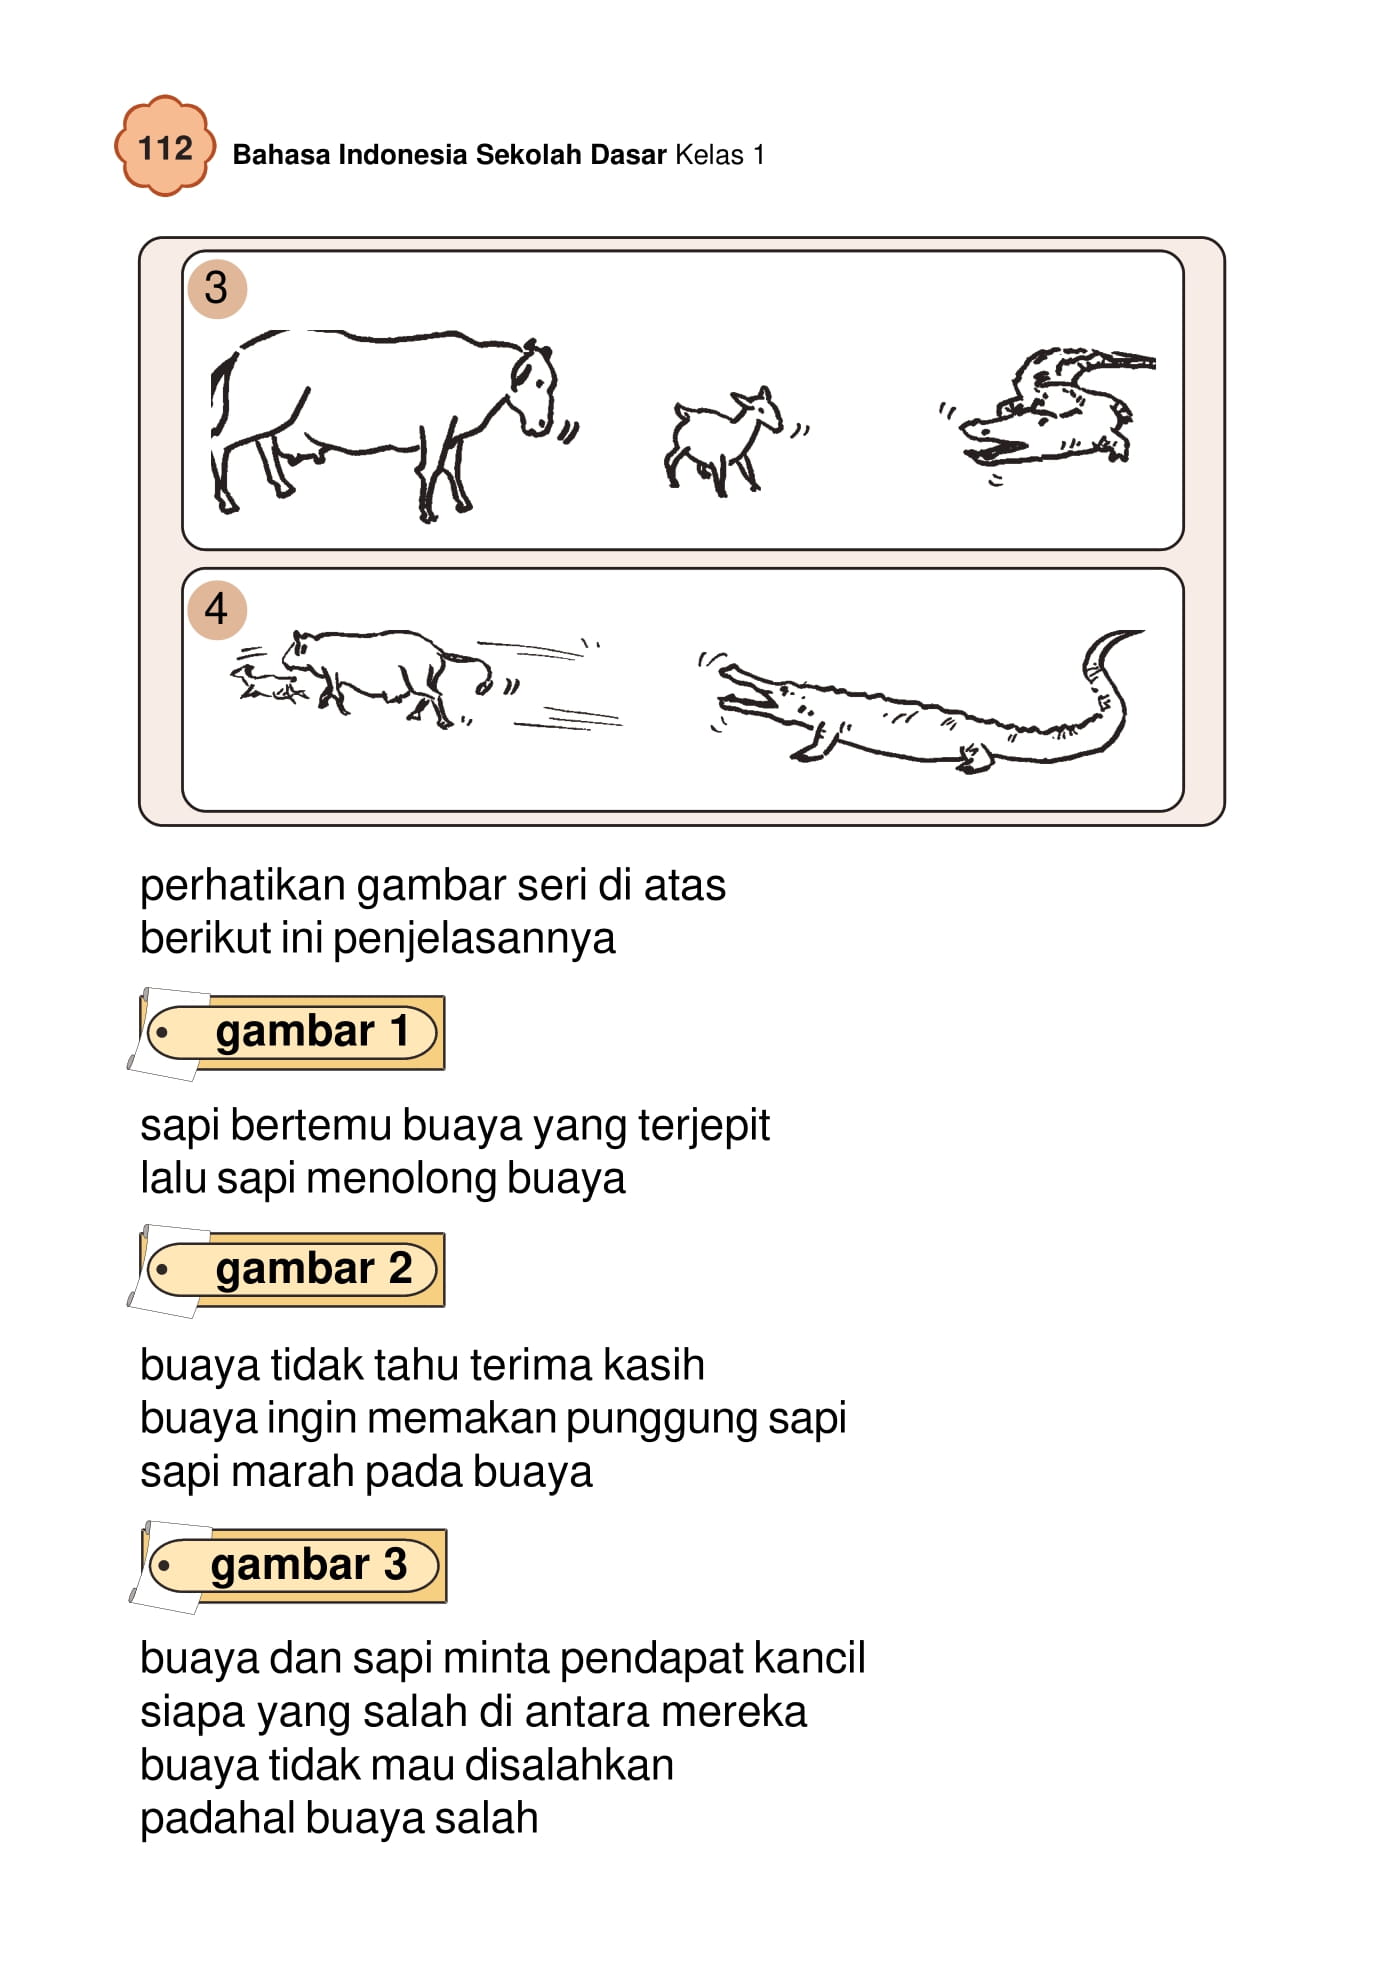 112
Bahasa Indonesia Sekolah Dasar Kelas 1
3
4
perhatikan gambar seri di atas
berikut ini penjelasannya
gambar 1
sapi bertemu buaya yang terjepit
lalu sapi menolong buaya
gambar 2
buaya tidak tahu terima kasih
buaya ingin memakan punggung sapi
sapi marah pada buaya
gambar 3
buaya dan sapi minta pendapat kancil
siapa yang salah di antara mereka
buaya tidak mau disalahkan
padahal buaya salah